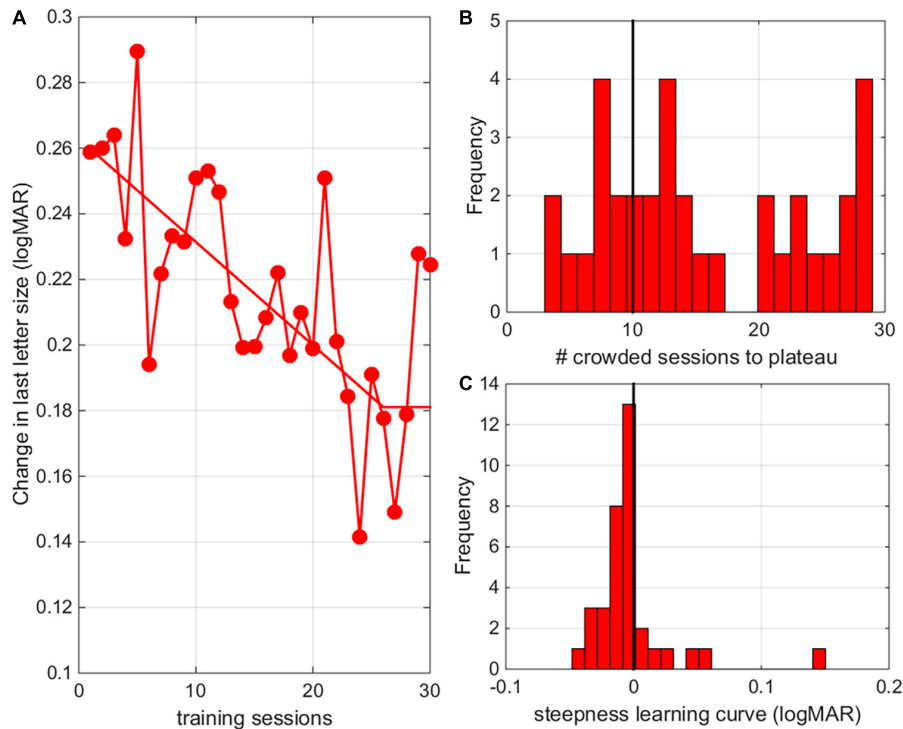 A
Change in last letter size (logMAR)
0.3
0.28
0.26
0.24
0.22
0.2
0.18
0.16
0.14
0.12
0.1
0 10 20 30
training sessions
B
Frequency
5
4
3
2
1
0
0 10 20 30
# crowded sessions to plateau
C
Frequency
14
12
10
8
6
4
2
0
-0.1 0 0.1 0.2
steepness learning curve (logMAR)